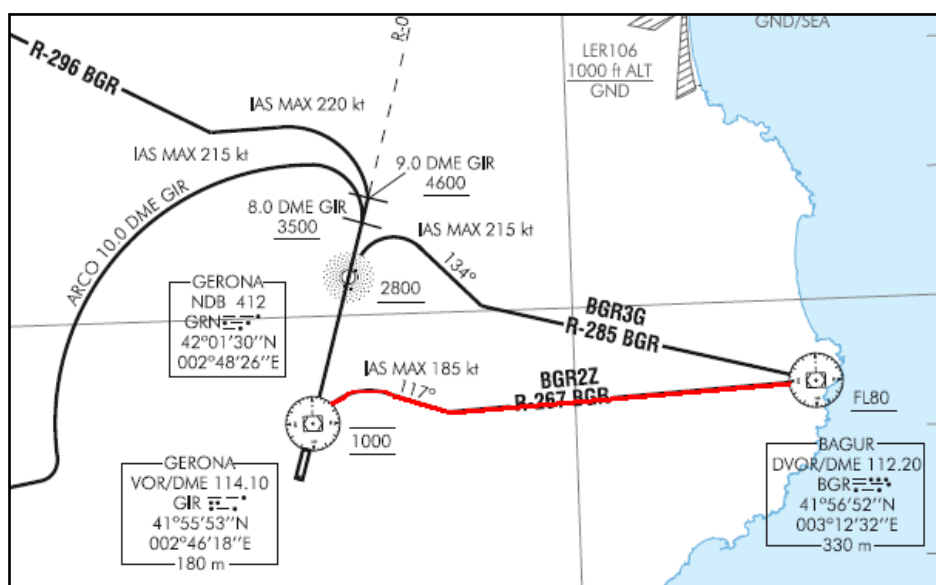 GND/SEA
R-0
LER106
1000 ft ALT
GND
R-296 BGR
IAS MAX 220 kt
IAS MAX 215 kt
9.0 DME GIR
4600
8.0 DME GIR
3500
ARCO 10.0 DME GIR
IAS MAX 215 kt
134°
GERONA
NDB 412
GRN
42°01'30''N
002°48'26''E
2800
BGR3G
R-285 BGR
IAS MAX 185 kt
117°
BGR2Z
R-267 BGR
FL80
1000
GERONA
VOR/DME 114.10
GIR
41°55'53''N
002°46'18''E
180 m
BAGUR
DVOR/DME 112.20
BGR
41°56'52''N
003°12'32''E
330 m